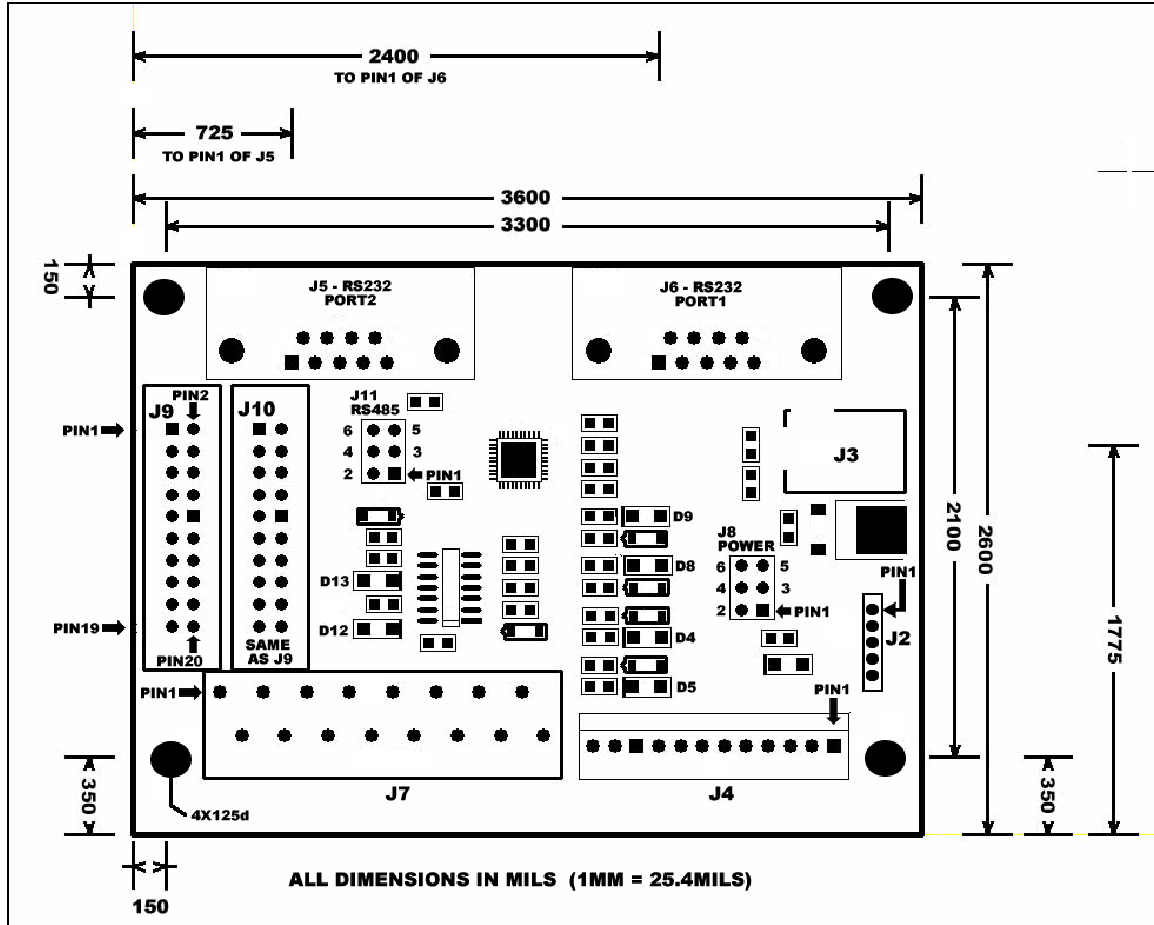 2400
TO PIN1 OF J6
725
TO PIN1 OF J5
3600
3300
150
J5 - RS232
PORT2
J6 - RS232
PORT1
J9
PIN2
J10
J11
RS485
PIN1
6 5
4 3
2 PIN1
J3
D9
J8
POWER
D8
6 5
4 3
2 PIN1
PIN1
D13
D12
D4
D5
J2
PIN19
PIN20
SAME
AS J9
PIN1
PIN1
J7
J4
2100
2600
1775
350
350
4X125d
150
ALL DIMENSIONS IN MILS (1MM = 25.4MILS)